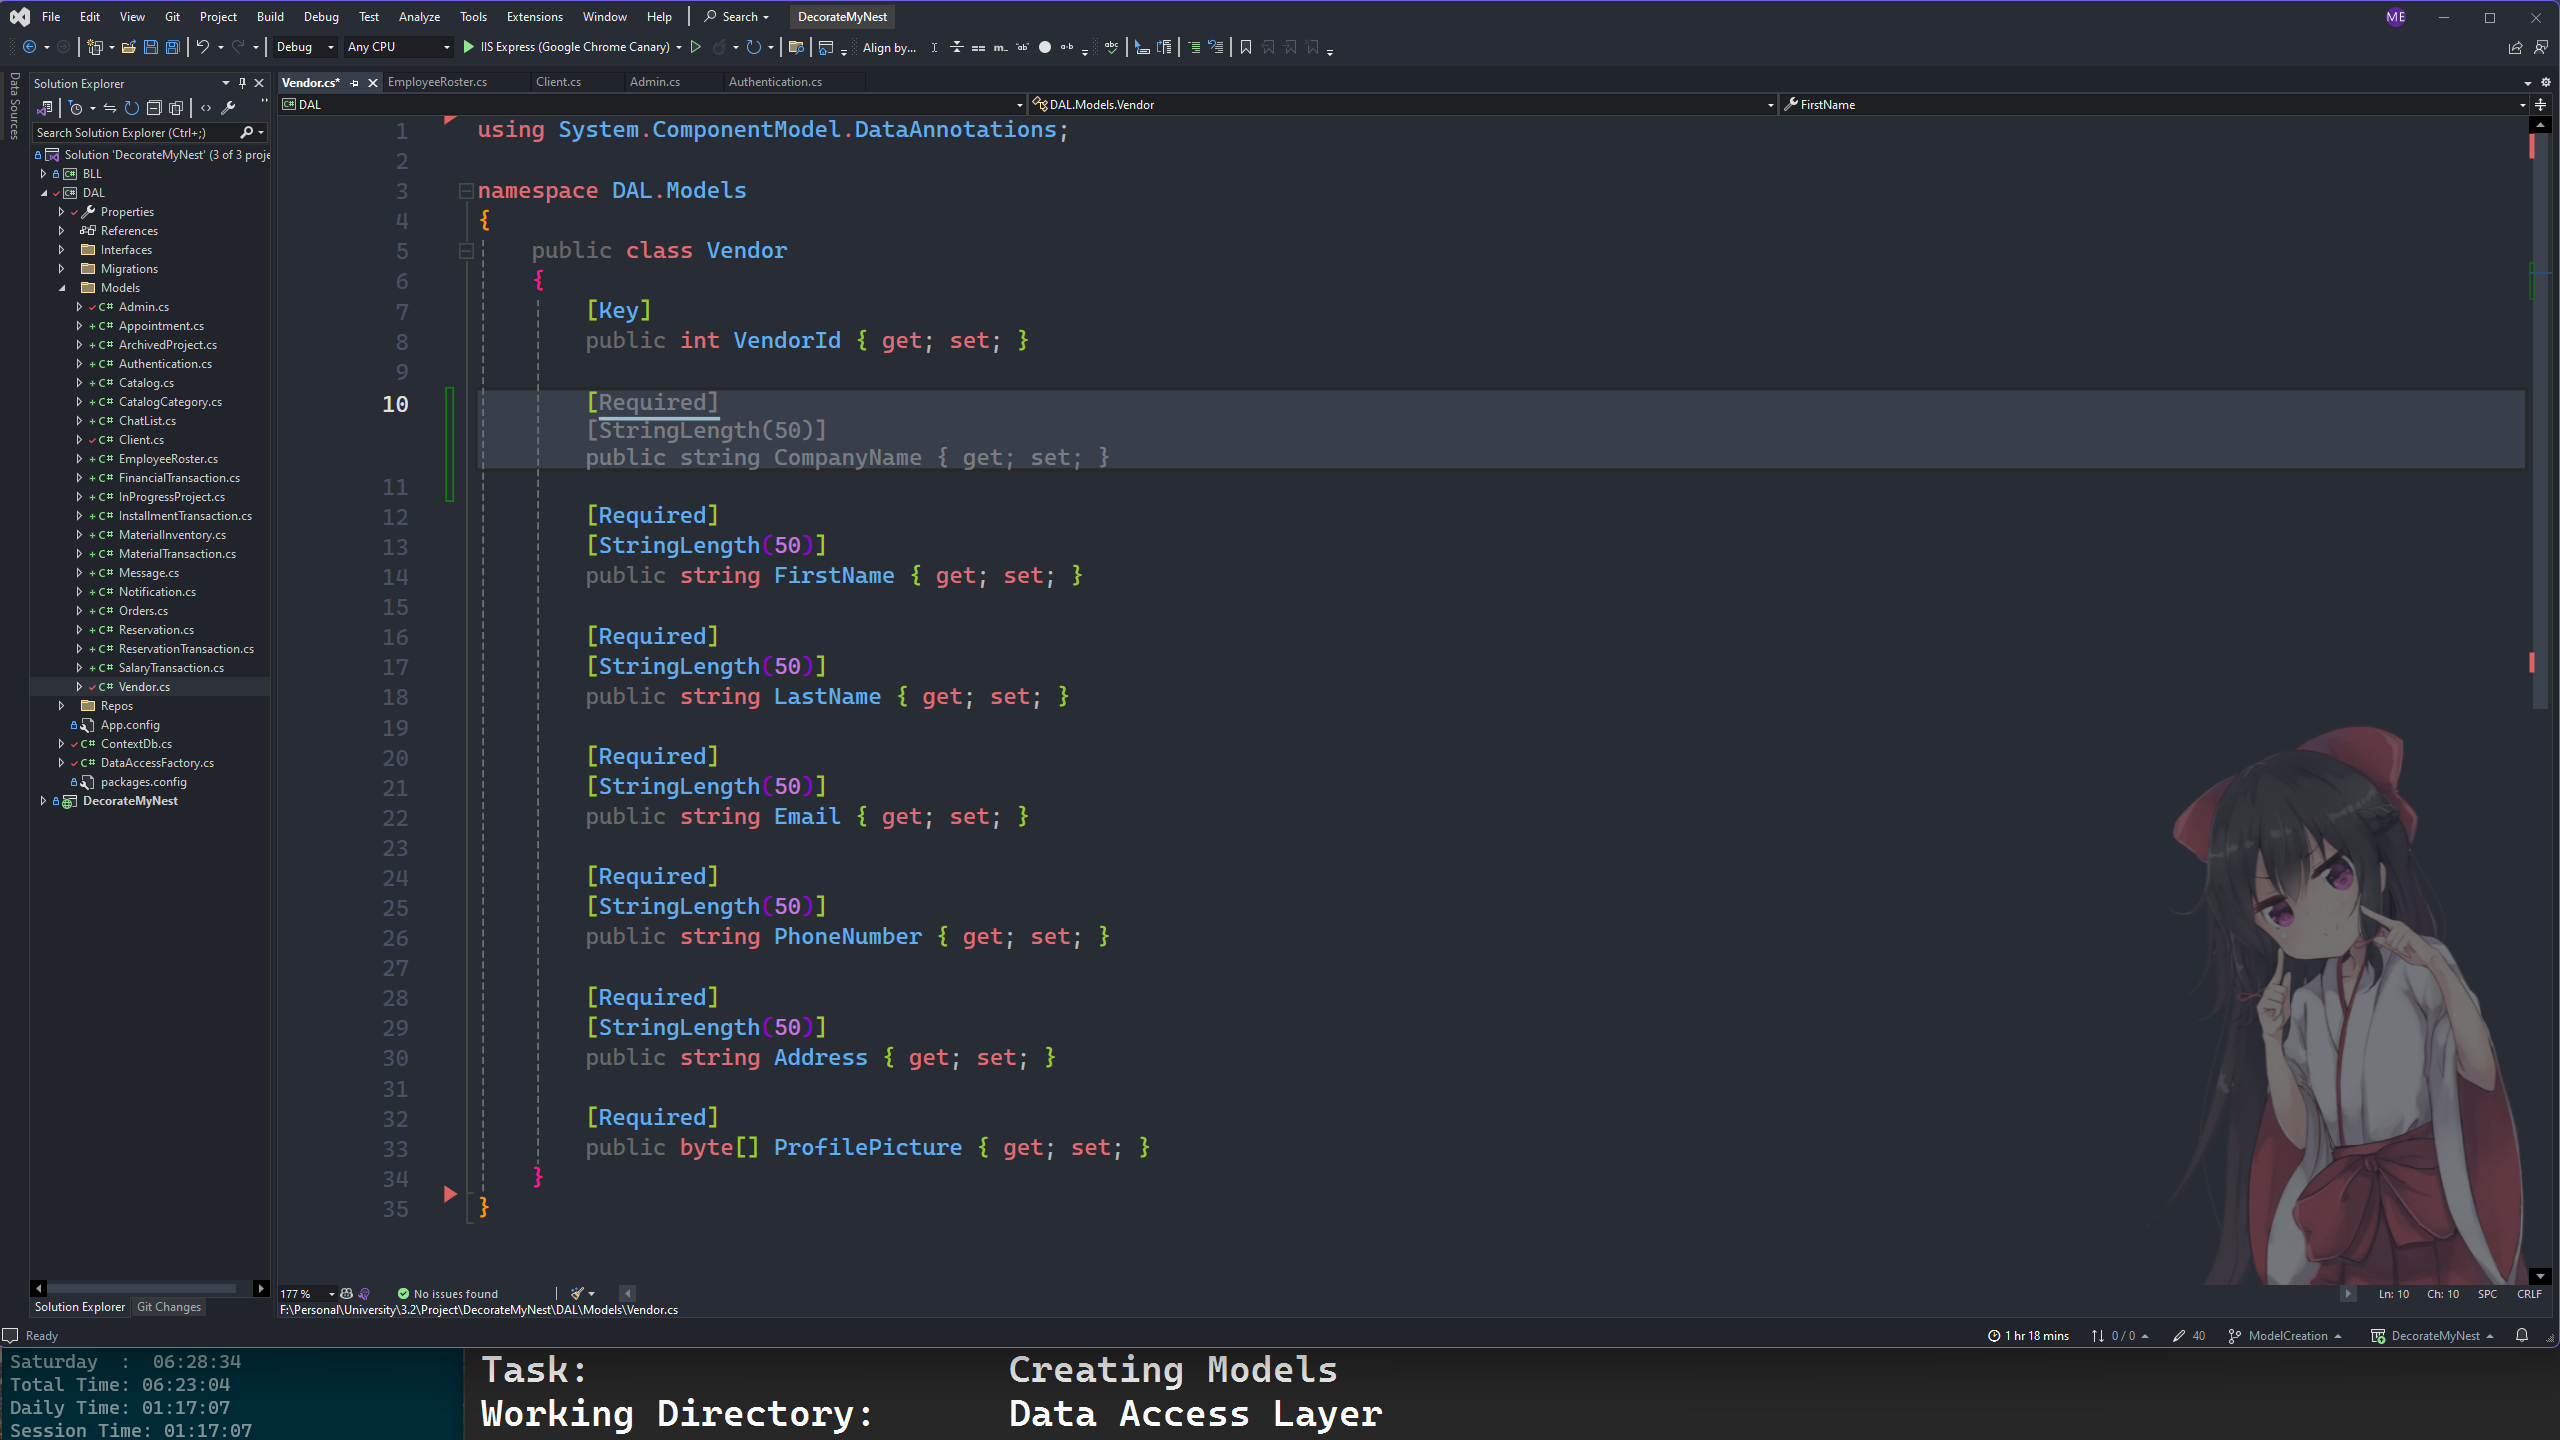 File Edit View Git Project Build Debug Test Analyze Tools Extensions Window Help Search DecorateMyNest ME
Debug Any CPU IIS Express (Google Chrome Canary) Align by...
Data Sources
Solution Explorer
Search Solution Explorer (Ctrl+;)
Solution 'DecorateMyNest' (3 of 3 proje
BLL
DAL
Properties
References
Interfaces
Migrations
Models
Admin.cs
Appointment.cs
ArchivedProject.cs
Authentication.cs
Catalog.cs
CatalogCategory.cs
ChatList.cs
Client.cs
EmployeeRoster.cs
FinancialTransaction.cs
InProgressProject.cs
InstallmentTransaction.cs
MaterialInventory.cs
MaterialTransaction.cs
Message.cs
Notification.cs
Orders.cs
Reservation.cs
ReservationTransaction.cs
SalaryTransaction.cs
Vendor.cs
Repos
App.config
ContextDb.cs
DataAccessFactory.cs
packages.config
DecorateMyNest
Solution Explorer Git Changes
Vendor.cs* EmployeeRoster.cs Client.cs Admin.cs Authentication.cs
DAL DAL.Models.Vendor FirstName
1 using System.ComponentModel.DataAnnotations;
2
3 namespace DAL.Models
4 {
5 public class Vendor
6 {
7 [Key]
8 public int VendorId { get; set; }
9
10 [Required]
[StringLength(50)]
public string CompanyName { get; set; }
11
12 [Required]
13 [StringLength(50)]
14 public string FirstName { get; set; }
15
16 [Required]
17 [StringLength(50)]
18 public string LastName { get; set; }
19
20 [Required]
21 [StringLength(50)]
22 public string Email { get; set; }
23
24 [Required]
25 [StringLength(50)]
26 public string PhoneNumber { get; set; }
27
28 [Required]
29 [StringLength(50)]
30 public string Address { get; set; }
31
32 [Required]
33 public byte[] ProfilePicture { get; set; }
34 }
35 }
177 % No issues found Ln: 10 Ch: 10 SPC CRLF
F:\Personal\University\3.2\Project\DecorateMyNest\DAL\Models\Vendor.cs
Ready 1 hr 18 mins 0 / 0 40 ModelCreation DecorateMyNest
Saturday : 06:28:34
Total Time: 06:23:04
Daily Time: 01:17:07
Session Time: 01:17:07
Task: Creating Models
Working Directory: Data Access Layer